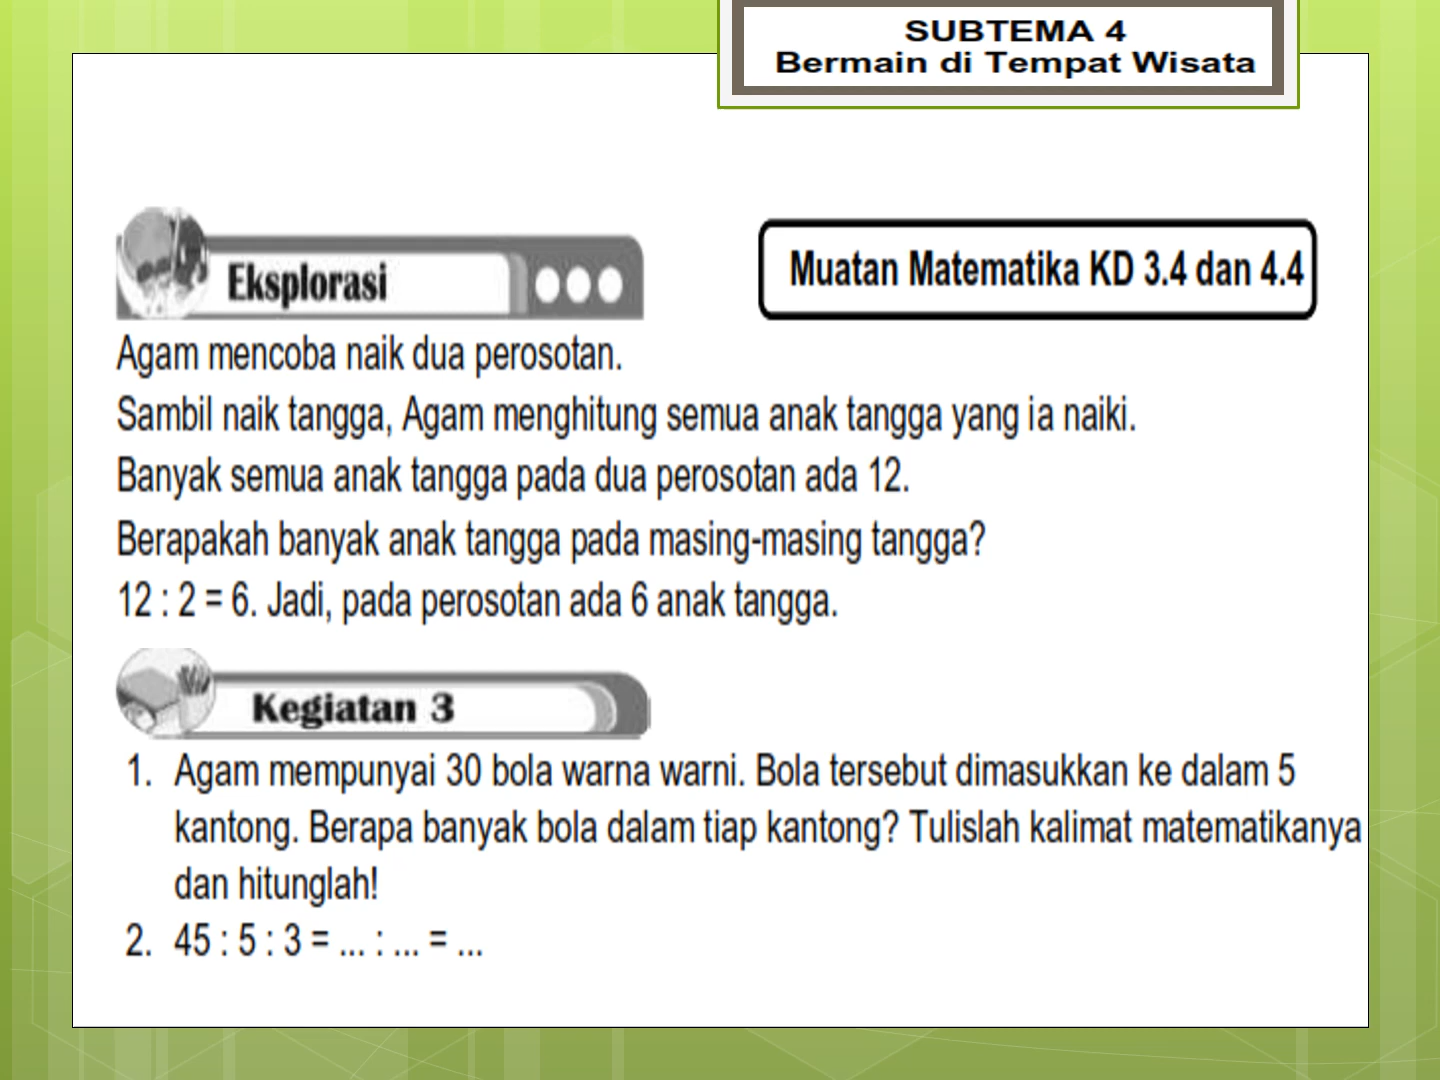 SUBTEMA 4
Bermain di Tempat Wisata
Eksplorasi
Muatan Matematika KD 3.4 dan 4.4
Agam mencoba naik dua perosotan.
Sambil naik tangga, Agam menghitung semua anak tangga yang ia naiki.
Banyak semua anak tangga pada dua perosotan ada 12.
Berapakah banyak anak tangga pada masing-masing tangga?
12 : 2 = 6. Jadi, pada perosotan ada 6 anak tangga.
Kegiatan 3
1. Agam mempunyai 30 bola warna warni. Bola tersebut dimasukkan ke dalam 5
kantong. Berapa banyak bola dalam tiap kantong? Tulislah kalimat matematikanya
dan hitunglah!
2. 45 : 5 : 3 = ... : ... = ...